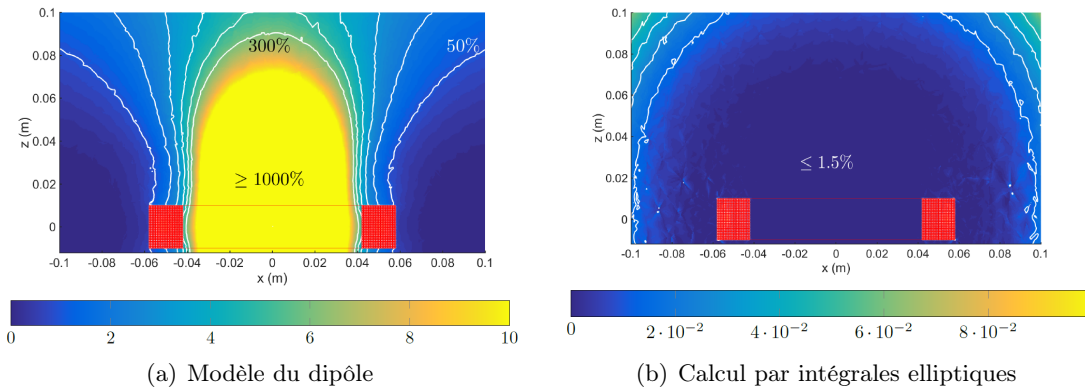 0.1
0.08
0.06
0.04
0.02
0
z (m)
300%
50%
≥ 1000%
-0.1 -0.08 -0.06 -0.04 -0.02 0 0.02 0.04 0.06 0.08 0.1
x (m)
0 2 4 6 8 10
(a) Modèle du dipôle
0.1
0.08
0.06
0.04
0.02
0
z (m)
≤ 1.5%
-0.1 -0.08 -0.06 -0.04 -0.02 0 0.02 0.04 0.06 0.08 0.1
x (m)
0 2 · 10⁻² 4 · 10⁻² 6 · 10⁻² 8 · 10⁻²
(b) Calcul par intégrales elliptiques